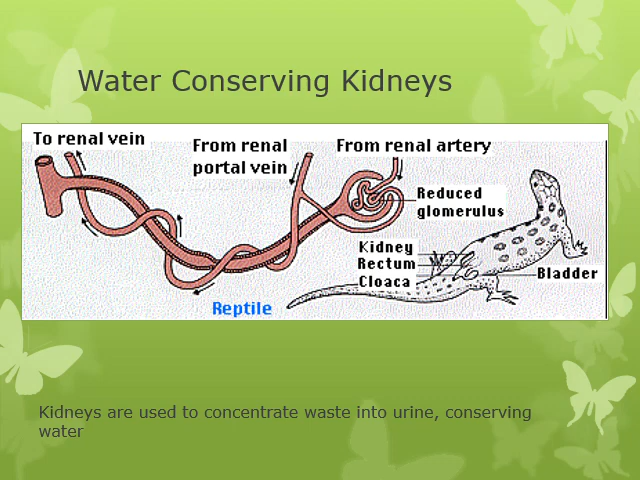 Water Conserving Kidneys
To renal vein
From renal
portal vein
From renal artery
Reduced
glomerulus
Kidney
Rectum
Cloaca
Bladder
Reptile
Kidneys are used to concentrate waste into urine, conserving
water